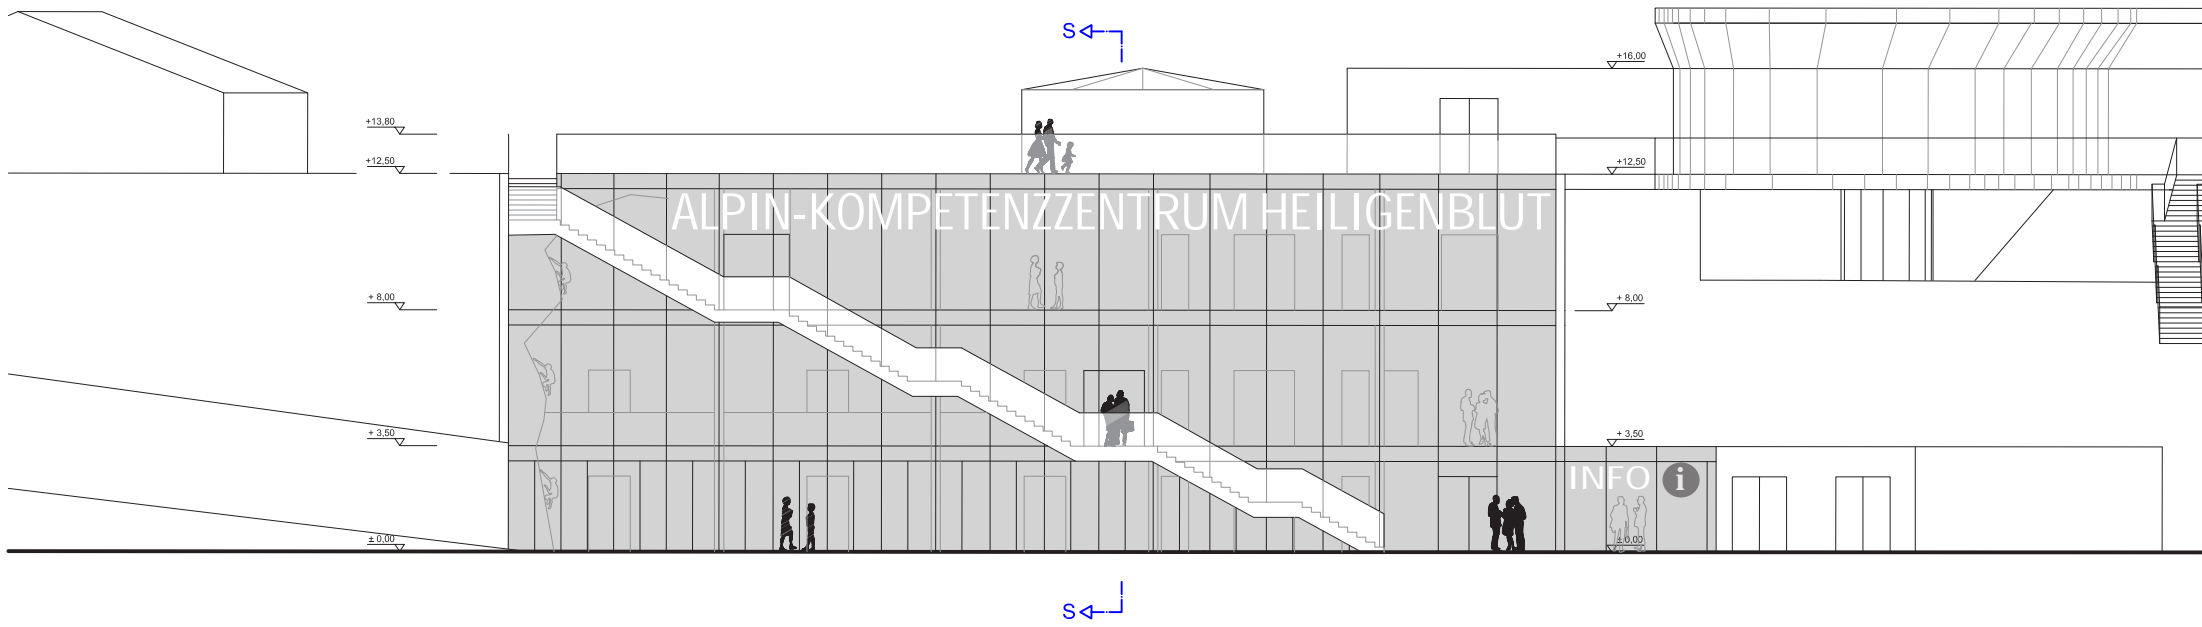 S
+16,00
+13,80
+12,50
+12,50
ALPIN-KOMPETENZZENTRUM HEILIGENBLUT
+ 8,00
+ 8,00
+ 3,50
+ 3,50
INFO i
± 0,00
± 0,00
S